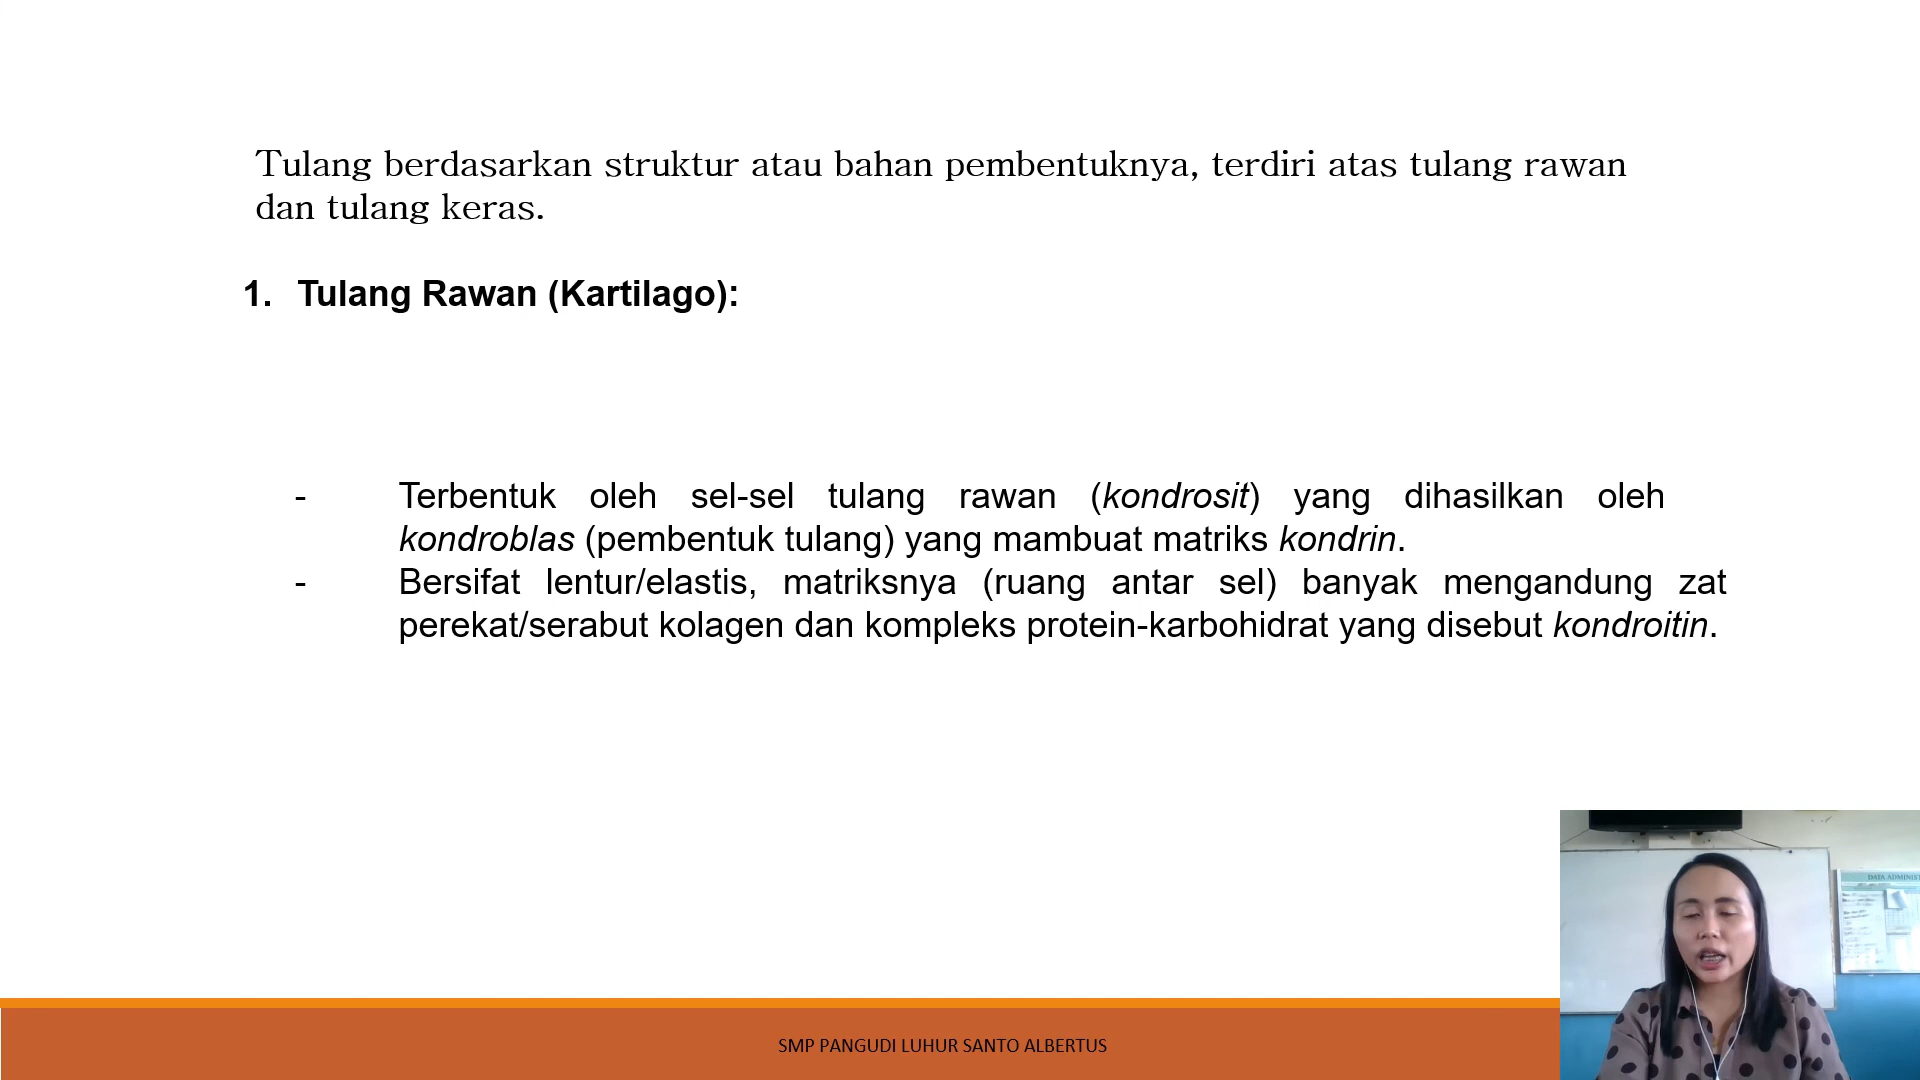 Tulang berdasarkan struktur atau bahan pembentuknya, terdiri atas tulang rawan
dan tulang keras.
1. Tulang Rawan (Kartilago):
- Terbentuk oleh sel-sel tulang rawan (kondrosit) yang dihasilkan oleh
kondroblas (pembentuk tulang) yang mambuat matriks kondrin.
- Bersifat lentur/elastis, matriksnya (ruang antar sel) banyak mengandung zat
perekat/serabut kolagen dan kompleks protein-karbohidrat yang disebut kondroitin.
DATA ADMINIST
SMP PANGUDI LUHUR SANTO ALBERTUS